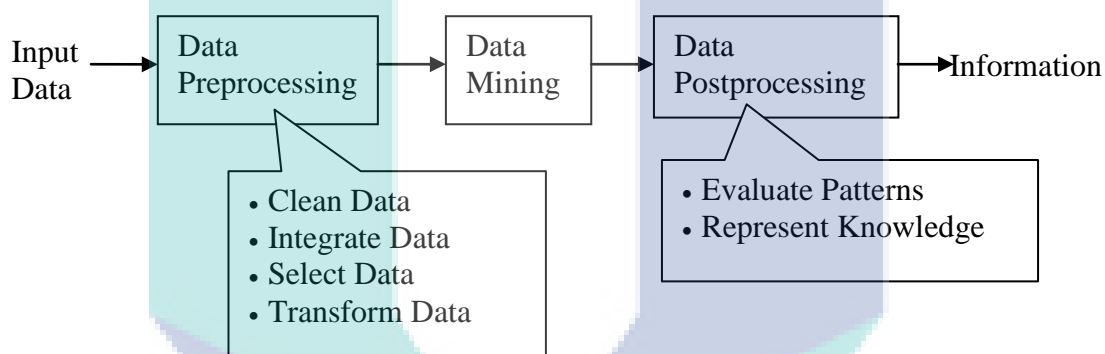 Input
Data
Data
Preprocessing
Data
Mining
Data
Postprocessing
Information
• Clean Data
• Integrate Data
• Select Data
• Transform Data
• Evaluate Patterns
• Represent Knowledge